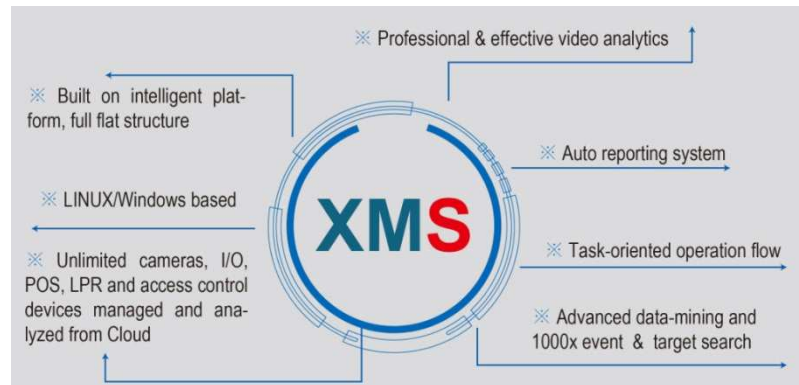 ※ Professional & effective video analytics
※ Built on intelligent plat-
form, full flat structure
※ Auto reporting system
※ LINUX/Windows based
XMS
※ Unlimited cameras, I/O,
POS, LPR and access control
devices managed and ana-
lyzed from Cloud
※ Task-oriented operation flow
※ Advanced data-mining and
1000x event & target search